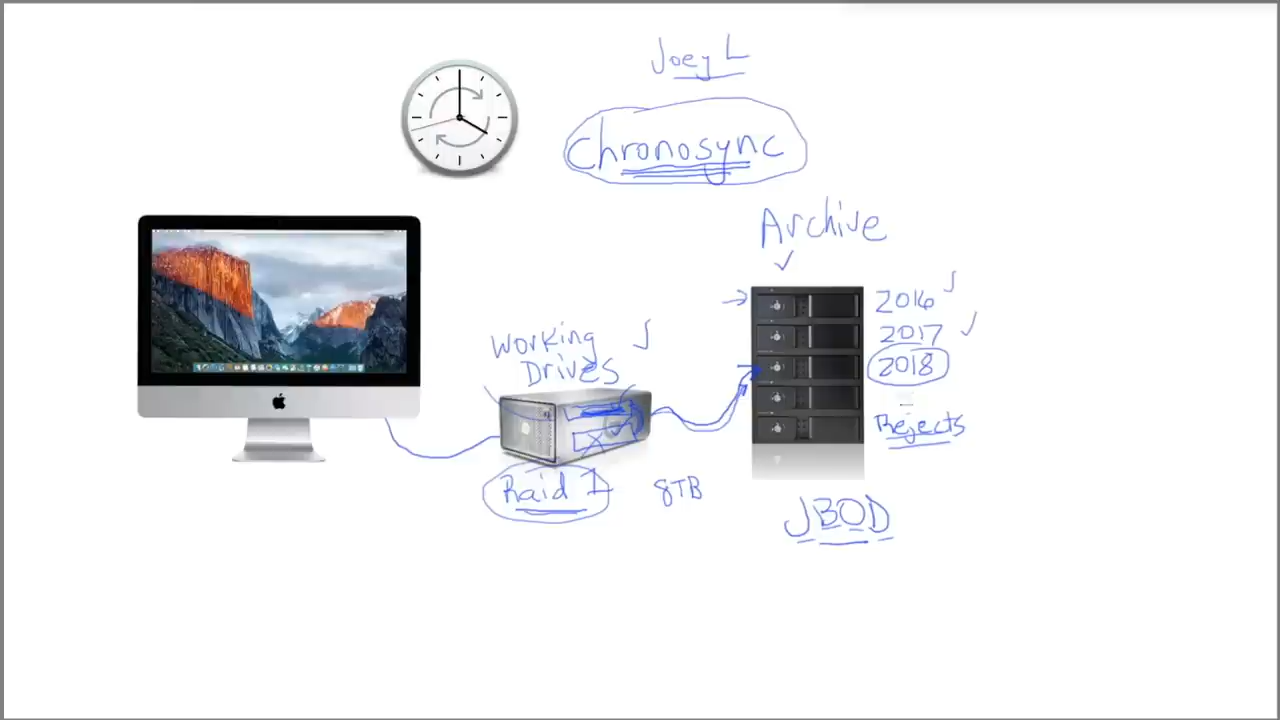 Joey L
Chronosync
Archive
2016
2017
2018
Rejects
Working
Drives
Raid 1
8TB
JBOD